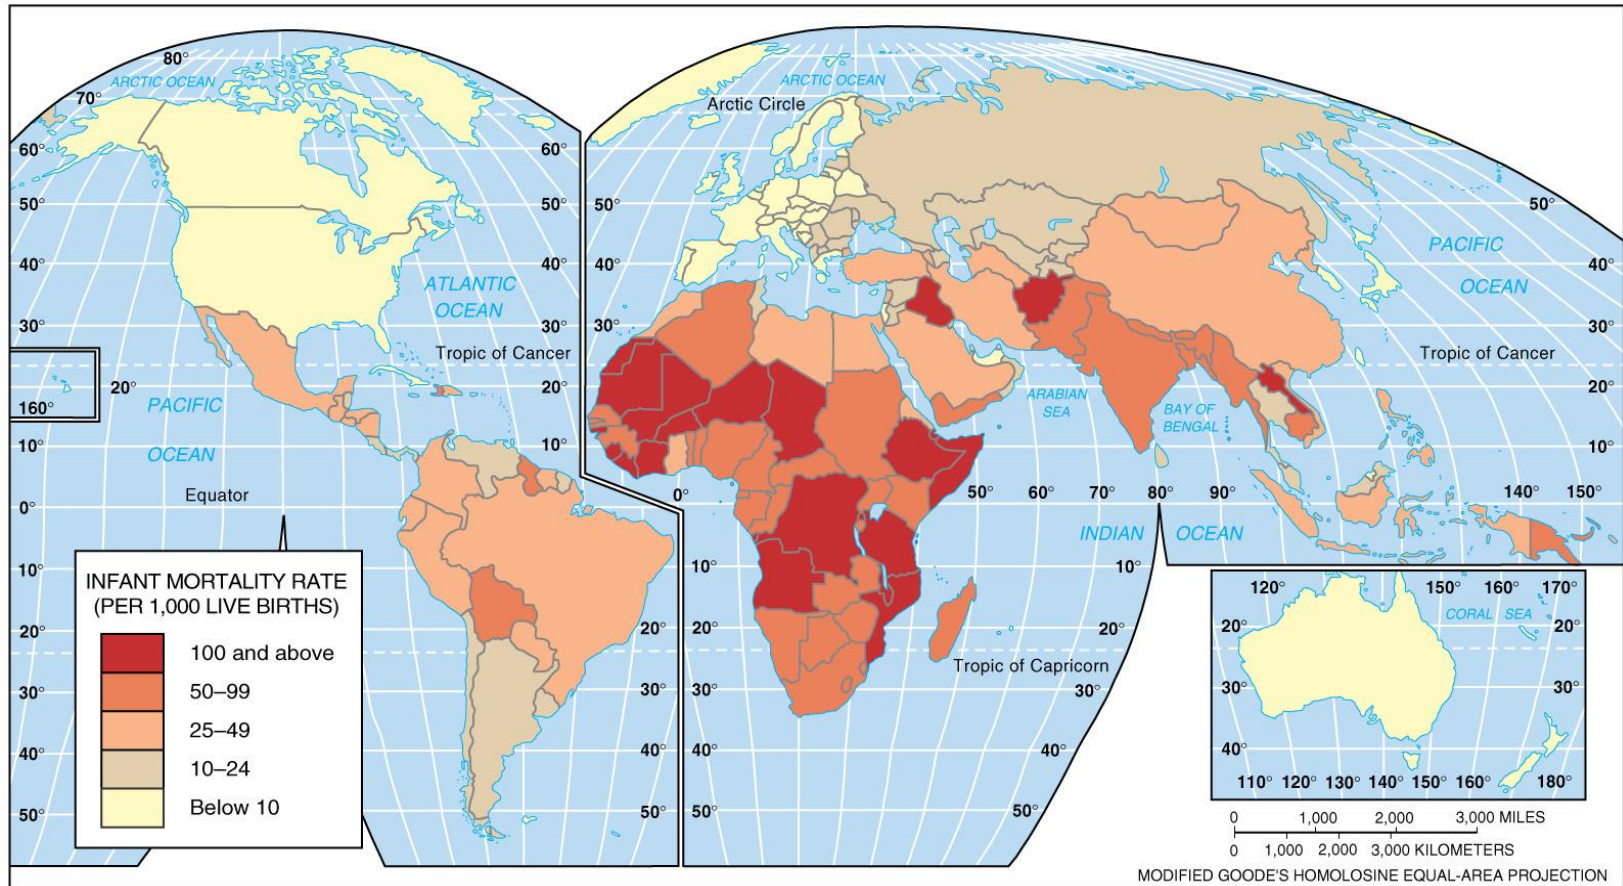 80°
ARCTIC OCEAN
70°
60°
60°
50°
50°
40°
ATLANTIC
OCEAN
40°
30°
30°
Tropic of Cancer
160°
20°
PACIFIC
OCEAN
20°
10°
10°
Equator
0°
10°
20°
20°
30°
30°
40°
40°
50°
50°
INFANT MORTALITY RATE
(PER 1,000 LIVE BIRTHS)
100 and above
50–99
25–49
10–24
Below 10
ARCTIC OCEAN
Arctic Circle
50°
50°
40°
PACIFIC
OCEAN
40°
30°
30°
Tropic of Cancer
ARABIAN
SEA
BAY OF
BENGAL
20°
10°
0°
50°
60°
70°
80°
90°
140°
150°
INDIAN
OCEAN
10°
10°
20°
20°
Tropic of Capricorn
30°
30°
40°
40°
50°
50°
120°
150°
160°
170°
CORAL SEA
20°
20°
30°
30°
40°
110°
120°
130°
140°
150°
160°
180°
0 1,000 2,000 3,000 MILES
0 1,000 2,000 3,000 KILOMETERS
MODIFIED GOODE'S HOMOLOSINE EQUAL-AREA PROJECTION